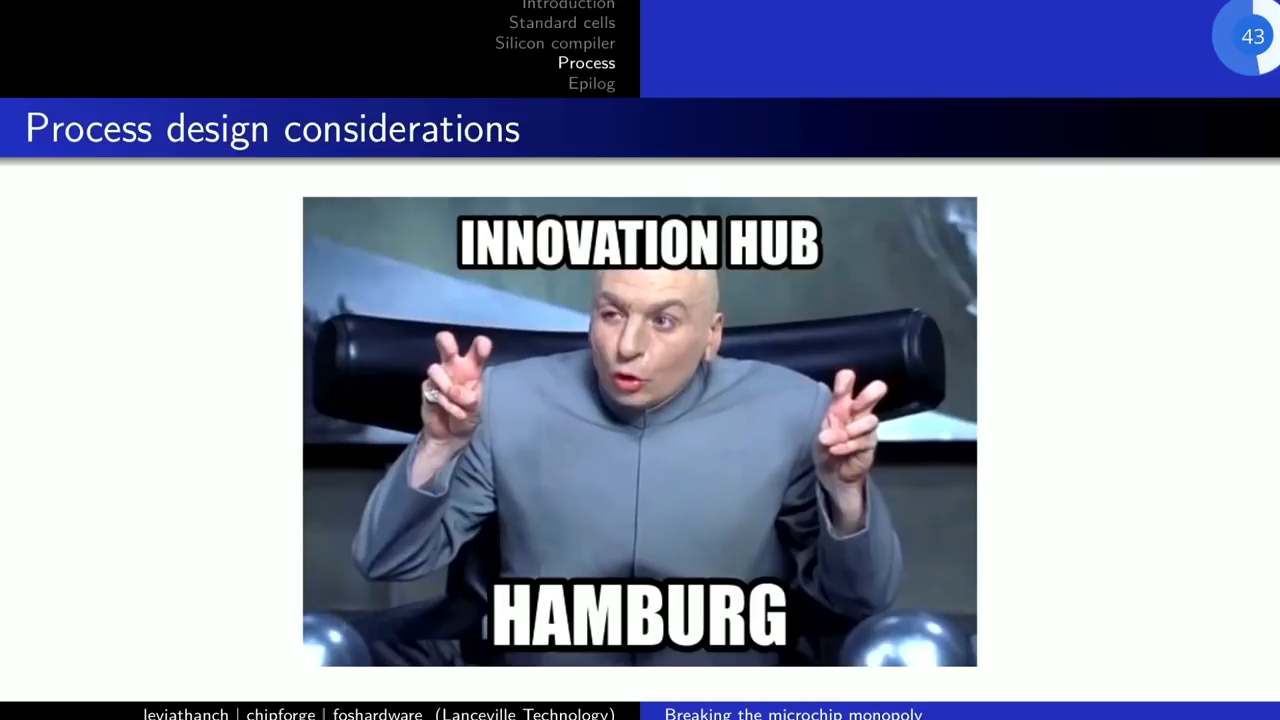 Introduction
Standard cells
Silicon compiler
Process
Epilog
43
Process design considerations
INNOVATION HUB
HAMBURG
leviathanch | chipforge | foshardware (Lanceville Technology)
Breaking the microchip monopoly